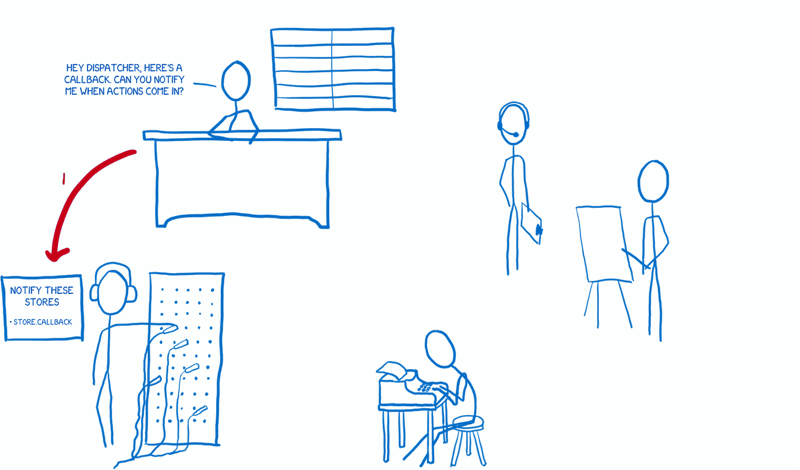 HEY DISPATCHER, HERE'S A
CALLBACK. CAN YOU NOTIFY
ME WHEN ACTIONS COME IN?
1
NOTIFY THESE
STORES
• STORE.CALLBACK